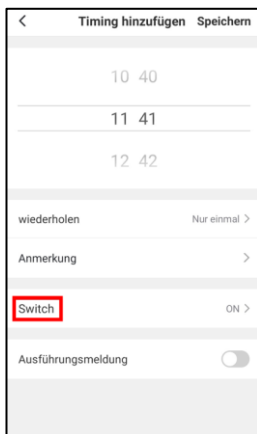 < Timing hinzufügen Speichern
10 40
11 41
12 42
wiederholen Nur einmal >
Anmerkung >
Switch ON >
Ausführungsmeldung